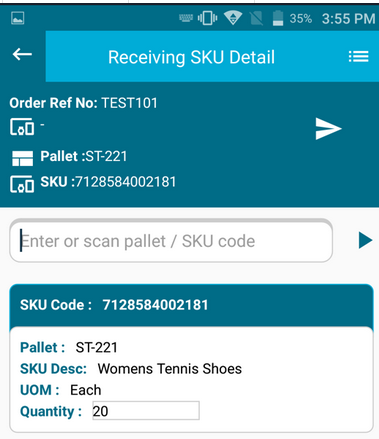 35% 3:55 PM
Receiving SKU Detail
Order Ref No: TEST101
-
Pallet :ST-221
SKU :7128584002181
Enter or scan pallet / SKU code
SKU Code : 7128584002181
Pallet : ST-221
SKU Desc: Womens Tennis Shoes
UOM : Each
Quantity : 20